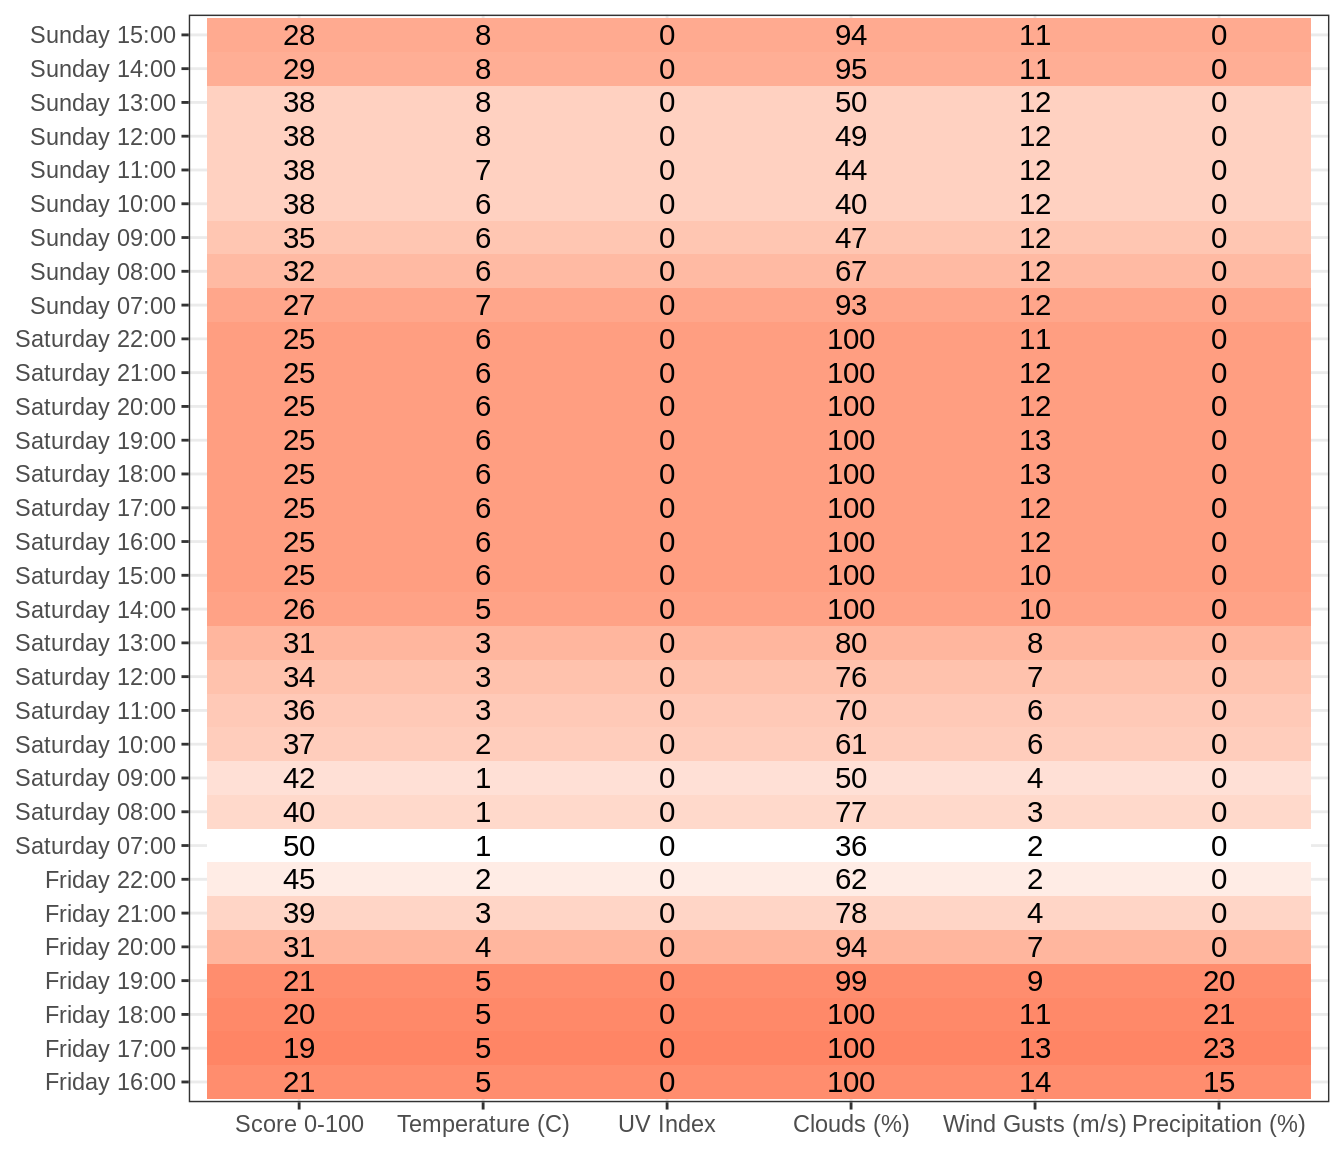 Sunday 15:00 28 8 0 94 11 0
Sunday 14:00 29 8 0 95 11 0
Sunday 13:00 38 8 0 50 12 0
Sunday 12:00 38 8 0 49 12 0
Sunday 11:00 38 7 0 44 12 0
Sunday 10:00 38 6 0 40 12 0
Sunday 09:00 35 6 0 47 12 0
Sunday 08:00 32 6 0 67 12 0
Sunday 07:00 27 7 0 93 12 0
Saturday 22:00 25 6 0 100 11 0
Saturday 21:00 25 6 0 100 12 0
Saturday 20:00 25 6 0 100 12 0
Saturday 19:00 25 6 0 100 13 0
Saturday 18:00 25 6 0 100 13 0
Saturday 17:00 25 6 0 100 12 0
Saturday 16:00 25 6 0 100 12 0
Saturday 15:00 25 6 0 100 10 0
Saturday 14:00 26 5 0 100 10 0
Saturday 13:00 31 3 0 80 8 0
Saturday 12:00 34 3 0 76 7 0
Saturday 11:00 36 3 0 70 6 0
Saturday 10:00 37 2 0 61 6 0
Saturday 09:00 42 1 0 50 4 0
Saturday 08:00 40 1 0 77 3 0
Saturday 07:00 50 1 0 36 2 0
Friday 22:00 45 2 0 62 2 0
Friday 21:00 39 3 0 78 4 0
Friday 20:00 31 4 0 94 7 0
Friday 19:00 21 5 0 99 9 20
Friday 18:00 20 5 0 100 11 21
Friday 17:00 19 5 0 100 13 23
Friday 16:00 21 5 0 100 14 15
Score 0-100 Temperature (C) UV Index Clouds (%) Wind Gusts (m/s) Precipitation (%)